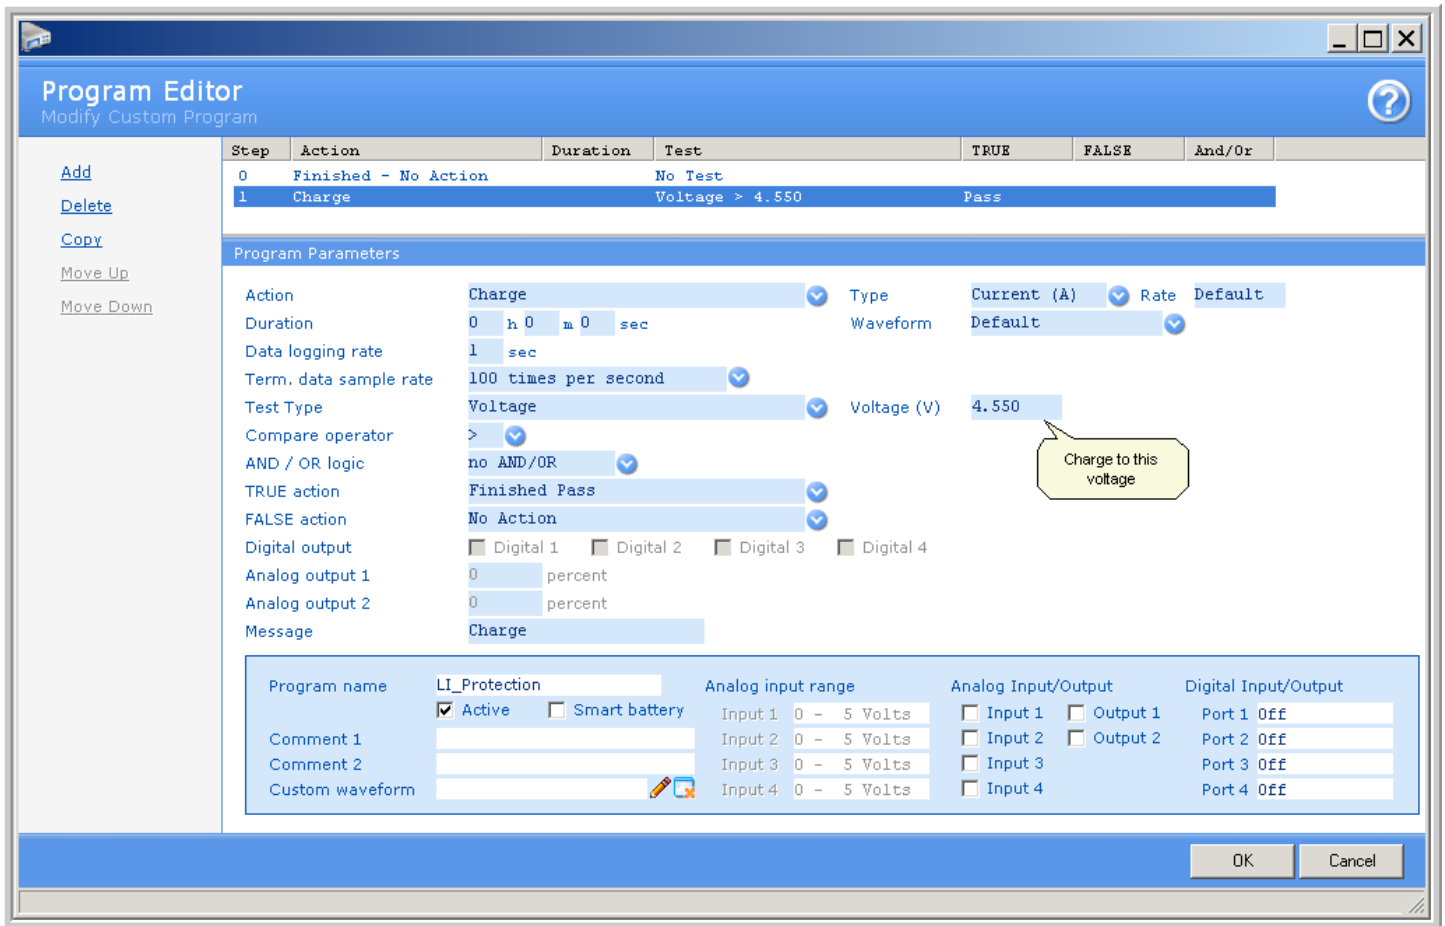 Program Editor
Modify Custom Program
Add
Delete
Copy
Move Up
Move Down
Step Action Duration Test TRUE FALSE And/Or
0 Finished - No Action No Test
1 Charge Voltage > 4.550 Pass
Program Parameters
Action Charge Type Current (A) Rate Default
Duration 0 h 0 m 0 sec Waveform Default
Data logging rate 1 sec
Term. data sample rate 100 times per second
Test Type Voltage Voltage (V) 4.550
Compare operator >
Charge to this
voltage
AND / OR logic no AND/OR
TRUE action Finished Pass
FALSE action No Action
Digital output Digital 1 Digital 2 Digital 3 Digital 4
Analog output 1 0 percent
Analog output 2 0 percent
Message Charge
Program name LI_Protection Analog input range Analog Input/Output Digital Input/Output
Active Smart battery Input 1 0 - 5 Volts Input 1 Output 1 Port 1 Off
Comment 1 Input 2 0 - 5 Volts Input 2 Output 2 Port 2 Off
Comment 2 Input 3 0 - 5 Volts Input 3 Port 3 Off
Custom waveform Input 4 0 - 5 Volts Input 4 Port 4 Off
OK Cancel